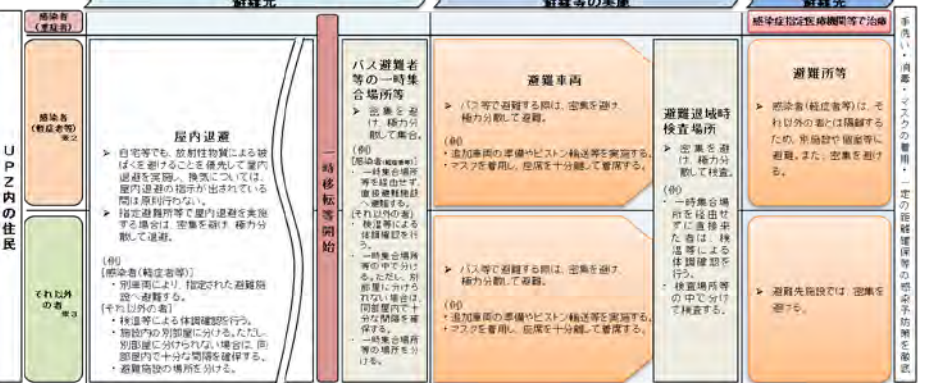 避難元
避難等の実施
避難先
感染者
(重症者)
感染症指定医療機関等で治療
UPZ内の住民
感染者
(軽症者等)
※2
屋内退避
➢ 自宅等でも、放射性物質による被
ばくを避けることを優先して屋内
退避を実施し、換気については、
屋内退避の指示が出されている
間は原則行わない。
➢ 指定避難所等で屋内退避を実施
する場合は、密集を避け、極力分
散して退避。
(例)
[感染者(軽症者等)]
・別車両により、指定された避難施
設へ避難する。
[それ以外の者]
・検温等による体調確認を行う。
・施設内の別部屋に分ける。ただし、
別部屋に分けられない場合は、同
部屋内で十分な間隔を確保する。
・避難施設の場所を分ける。
一時移転等開始
バス避難者
等の一時集
合場所等
➢ 密集を避
け、極力分
散して集合。
(例)
[感染者(軽症者等)]
・一時集合場所
等を経由せず、
直接避難施設
へ避難する。
[それ以外の者]
・検温等による
体調確認を行
う。
・一時集合場所
等の中で分け
る。ただし、別
部屋に分けら
れない場合は、
同部屋内で十
分な間隔を確
保する。
・一時集合場所
等の場所を分
ける。
避難車両
➢ バス等で避難する際は、密集を避け、
極力分散して避難。
(例)
・追加車両の準備やピストン輸送等を実施する。
・マスクを着用し、座席を十分離して着席する。
避難退域時
検査場所
➢ 密集を避
け、極力分
散して検査。
(例)
・一時集合場
所を経由せ
ずに直接来
た者は、検
温等による
体調確認を
行う。
・検査場所等
の中で分け
て検査する。
避難所等
➢ 感染者(軽症者等)は、そ
れ以外の者とは隔離する
ため、別施設や個室等に
避難。また、密集を避け
る。
それ以外
の者
※3
➢ バス等で避難する際は、密集を避け、
極力分散して避難。
(例)
・追加車両の準備やピストン輸送等を実施する。
・マスクを着用し、座席を十分離して着席する。
➢ 避難先施設では、密集を
避ける。
手洗い・消毒・マスクの着用・一定の距離確保等の感染予防策を徹底